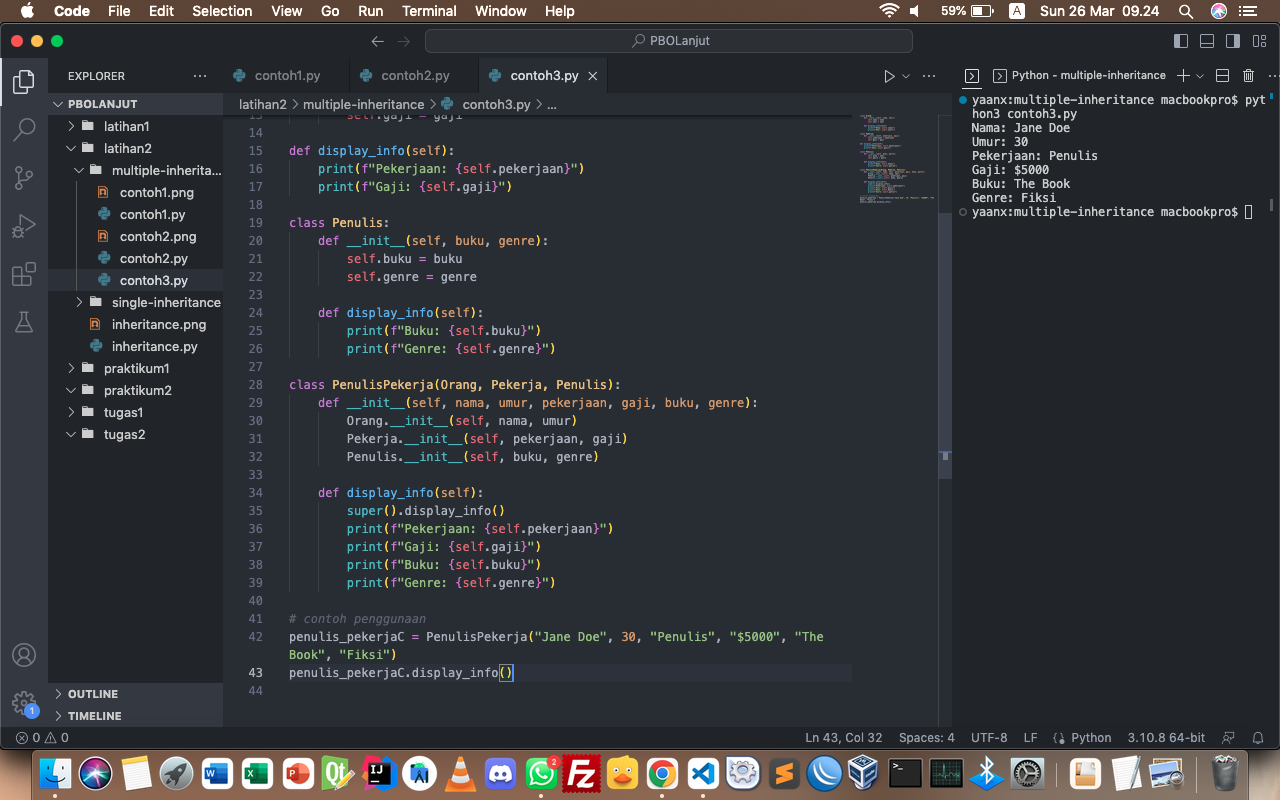 Code File Edit Selection View Go Run Terminal Window Help 59% A Sun 26 Mar 09.24
PBOLanjut
EXPLORER
PBOLANJUT
latihan1
latihan2
multiple-inherita...
contoh1.png
contoh1.py
contoh2.png
contoh2.py
contoh3.py
single-inheritance
inheritance.png
inheritance.py
praktikum1
praktikum2
tugas1
tugas2
OUTLINE
TIMELINE
contoh1.py contoh2.py contoh3.py
latihan2 > multiple-inheritance > contoh3.py > ...
13 self.gaji = gaji
14
15 def display_info(self):
16 print(f"Pekerjaan: {self.pekerjaan}")
17 print(f"Gaji: {self.gaji}")
18
19 class Penulis:
20 def __init__(self, buku, genre):
21 self.buku = buku
22 self.genre = genre
23
24 def display_info(self):
25 print(f"Buku: {self.buku}")
26 print(f"Genre: {self.genre}")
27
28 class PenulisPekerja(Orang, Pekerja, Penulis):
29 def __init__(self, nama, umur, pekerjaan, gaji, buku, genre):
30 Orang.__init__(self, nama, umur)
31 Pekerja.__init__(self, pekerjaan, gaji)
32 Penulis.__init__(self, buku, genre)
33
34 def display_info(self):
35 super().display_info()
36 print(f"Pekerjaan: {self.pekerjaan}")
37 print(f"Gaji: {self.gaji}")
38 print(f"Buku: {self.buku}")
39 print(f"Genre: {self.genre}")
40
41 # contoh penggunaan
42 penulis_pekerjaC = PenulisPekerja("Jane Doe", 30, "Penulis", "$5000", "The
Book", "Fiksi")
43 penulis_pekerjaC.display_info()
44
Python - multiple-inheritance
yaanx:multiple-inheritance macbookpro$ pyt
hon3 contoh3.py
Nama: Jane Doe
Umur: 30
Pekerjaan: Penulis
Gaji: $5000
Buku: The Book
Genre: Fiksi
yaanx:multiple-inheritance macbookpro$
1
0 0 Ln 43, Col 32 Spaces: 4 UTF-8 LF Python 3.10.8 64-bit
W X P Qt IJ 2 FZ